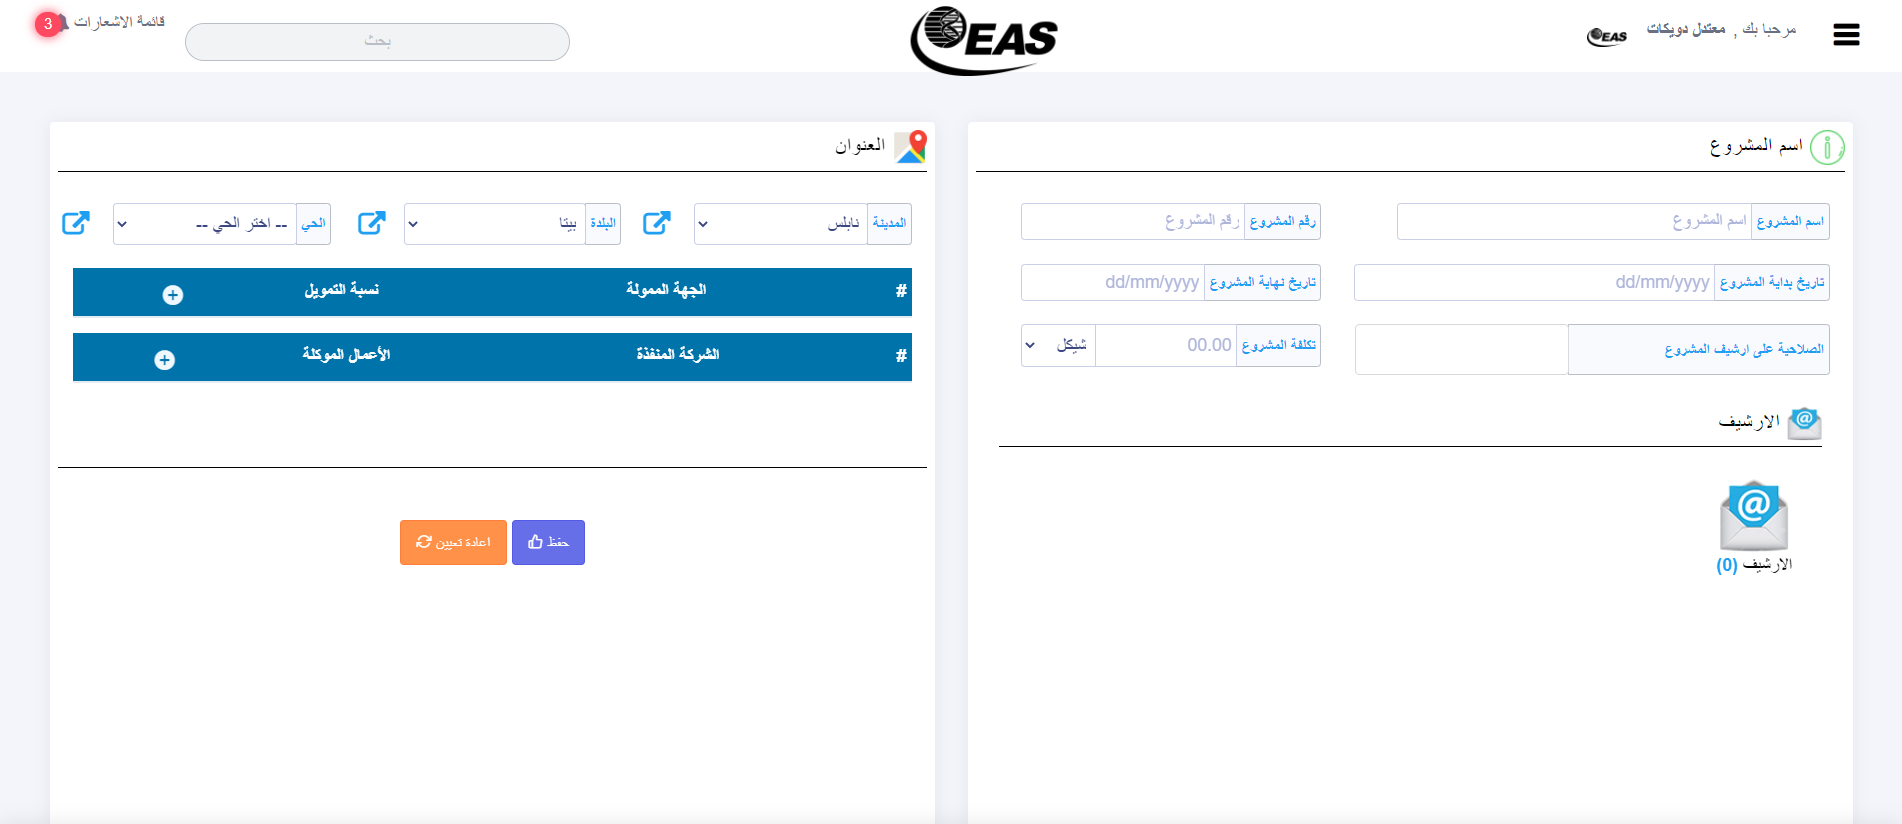 مرحبا بك , معتدل دويكات
EAS
EAS
بحث
قائمة الاشعارات
3
اسم المشروع
اسم المشروع اسم المشروع
رقم المشروع رقم المشروع
تاريخ بداية المشروع dd/mm/yyyy
تاريخ نهاية المشروع dd/mm/yyyy
الصلاحية على ارشيف المشروع
تكلفة المشروع 00.00 شيكل
الارشيف
الارشيف (0)
العنوان
المدينة نابلس
البلدة بيتا
الحي -- اختر الحي --
# الجهة الممولة نسبة التمويل
# الشركة المنفذة الأعمال الموكلة
حفظ
اعادة تعيين